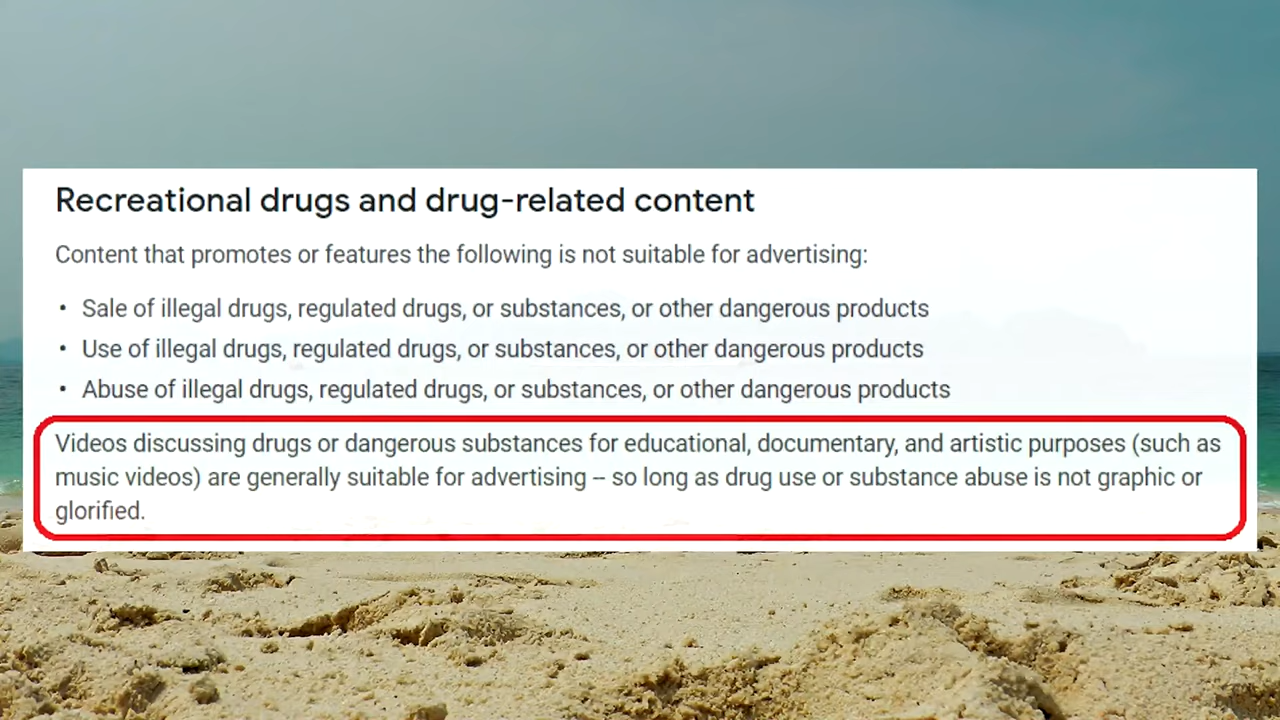 Recreational drugs and drug-related content
Content that promotes or features the following is not suitable for advertising:
• Sale of illegal drugs, regulated drugs, or substances, or other dangerous products
• Use of illegal drugs, regulated drugs, or substances, or other dangerous products
• Abuse of illegal drugs, regulated drugs, or substances, or other dangerous products
Videos discussing drugs or dangerous substances for educational, documentary, and artistic purposes (such as
music videos) are generally suitable for advertising -- so long as drug use or substance abuse is not graphic or
glorified.